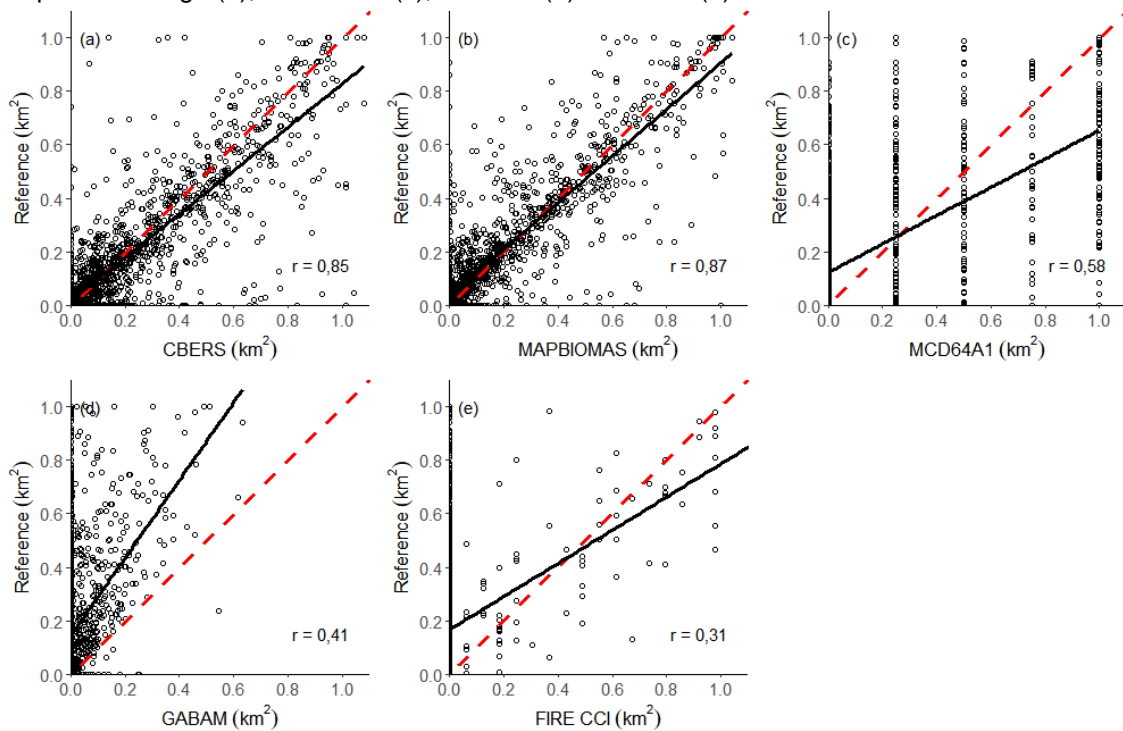 (a)
Reference (km²)
1.0
0.8
0.6
0.4
0.2
0.0
r = 0,85
0.0 0.2 0.4 0.6 0.8 1.0
CBERS (km²)
(b)
Reference (km²)
1.0
0.8
0.6
0.4
0.2
0.0
r = 0,87
0.0 0.2 0.4 0.6 0.8 1.0
MAPBIOMAS (km²)
(c)
Reference (km²)
1.0
0.8
0.6
0.4
0.2
0.0
r = 0,58
0.0 0.2 0.4 0.6 0.8 1.0
MCD64A1 (km²)
(d)
Reference (km²)
1.0
0.8
0.6
0.4
0.2
0.0
r = 0,41
0.0 0.2 0.4 0.6 0.8 1.0
GABAM (km²)
(e)
Reference (km²)
1.0
0.8
0.6
0.4
0.2
0.0
r = 0,31
0.0 0.2 0.4 0.6 0.8 1.0
FIRE CCI (km²)